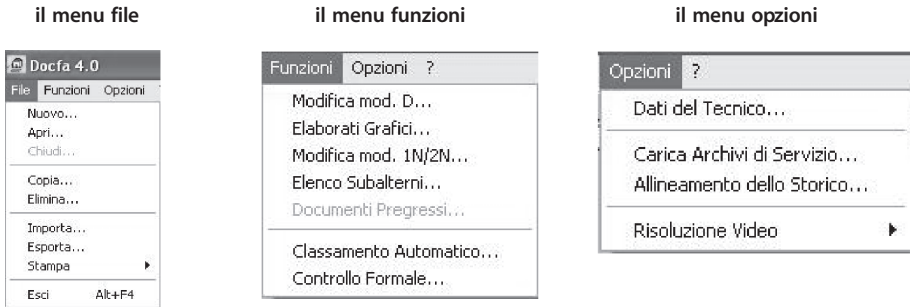 il menu file
Docfa 4.0
File Funzioni Opzioni
Nuovo...
Apri...
Chiudi...
Copia...
Elimina...
Importa...
Esporta...
Stampa
Esci Alt+F4
il menu funzioni
Funzioni Opzioni ?
Modifica mod. D...
Elaborati Grafici...
Modifica mod. 1N/2N...
Elenco Subalterni...
Documenti Pregressi...
Classamento Automatico...
Controllo Formale...
il menu opzioni
Opzioni ?
Dati del Tecnico...
Carica Archivi di Servizio...
Allineamento dello Storico...
Risoluzione Video